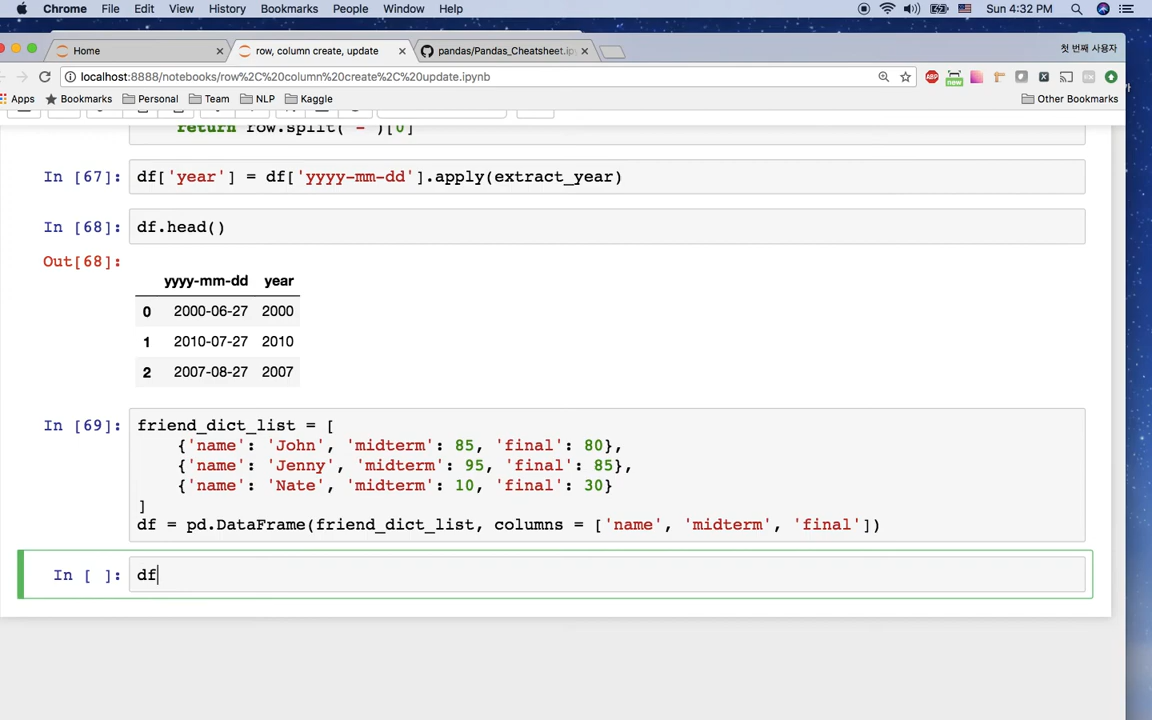 Chrome File Edit View History Bookmarks People Window Help Sun 4:32 PM
Home row, column create, update pandas/Pandas_Cheatsheet.ipy 첫 번째 사용자
localhost:8888/notebooks/row%2C%20column%20create%2C%20update.ipynb
Apps Bookmarks Personal Team NLP Kaggle Other Bookmarks
return row.split('-')[0]
In [67]: df['year'] = df['yyyy-mm-dd'].apply(extract_year)
In [68]: df.head()
Out[68]:
yyyy-mm-dd year
0 2000-06-27 2000
1 2010-07-27 2010
2 2007-08-27 2007
In [69]: friend_dict_list = [
{'name': 'John', 'midterm': 85, 'final': 80},
{'name': 'Jenny', 'midterm': 95, 'final': 85},
{'name': 'Nate', 'midterm': 10, 'final': 30}
]
df = pd.DataFrame(friend_dict_list, columns = ['name', 'midterm', 'final'])
In [ ]: df